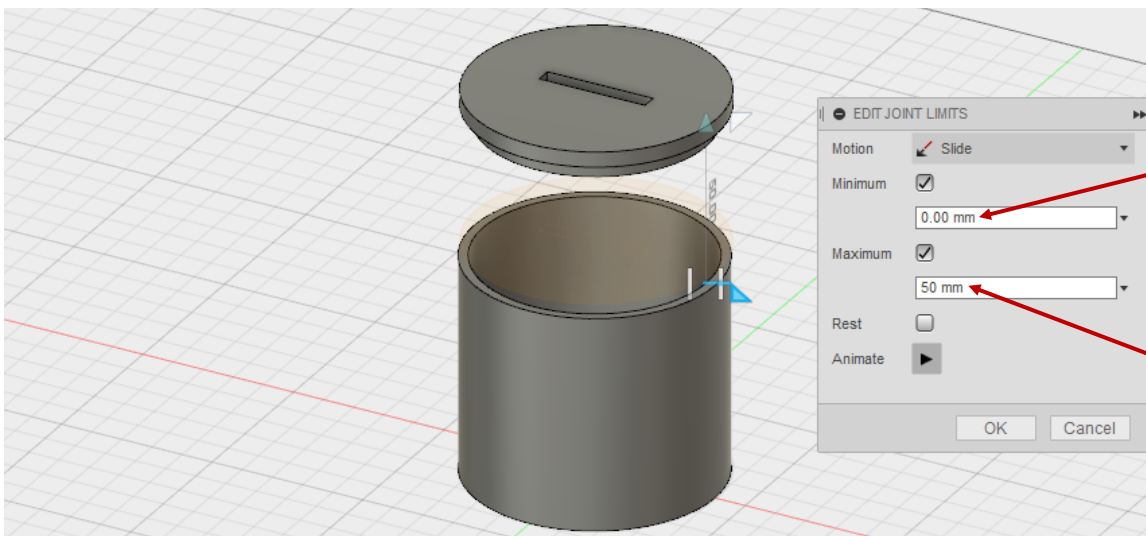 EDIT JOINT LIMITS
Motion Slide
Minimum
0.00 mm
Maximum
50 mm
Rest
Animate
OK Cancel